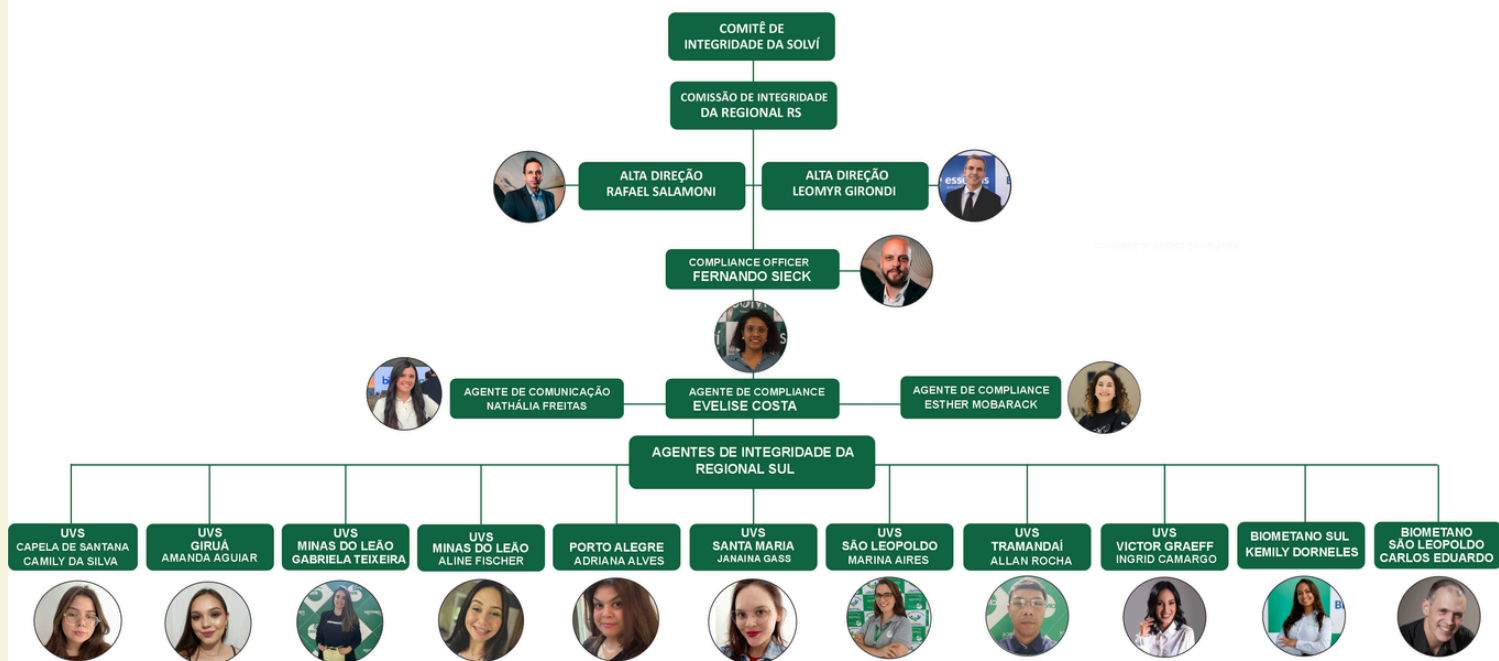 COMITÊ DE
INTEGRIDADE DA SOLVÍ
COMISSÃO DE INTEGRIDADE
DA REGIONAL RS
ALTA DIREÇÃO
RAFAEL SALAMONI
ALTA DIREÇÃO
LEOMYR GIRONDI
COMPLIANCE OFFICER
FERNANDO SIECK
AGENTE DE COMUNICAÇÃO
NATHÁLIA FREITAS
AGENTE DE COMPLIANCE
EVELISE COSTA
AGENTE DE COMPLIANCE
ESTHER MOBARACK
AGENTES DE INTEGRIDADE DA
REGIONAL SUL
UVS
CAPELA DE SANTANA
CAMILY DA SILVA
UVS
GIRUÁ
AMANDA AGUIAR
UVS
MINAS DO LEÃO
GABRIELA TEIXEIRA
UVS
MINAS DO LEÃO
ALINE FISCHER
PORTO ALEGRE
ADRIANA ALVES
UVS
SANTA MARIA
JANAINA GASS
UVS
SÃO LEOPOLDO
MARINA AIRES
UVS
TRAMANDAÍ
ALLAN ROCHA
UVS
VICTOR GRAEFF
INGRID CAMARGO
BIOMETANO SUL
KEMILY DORNELES
BIOMETANO
SÃO LEOPOLDO
CARLOS EDUARDO